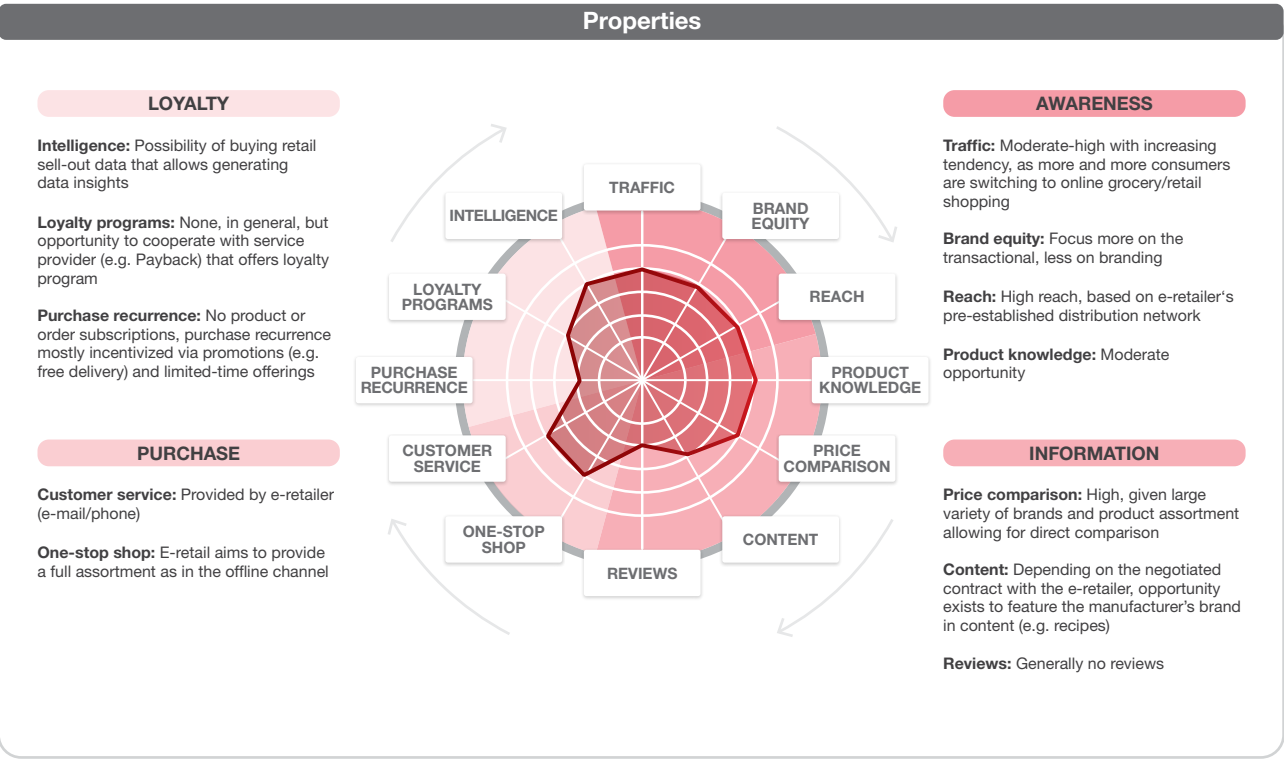 Properties
LOYALTY
Intelligence: Possibility of buying retail
sell-out data that allows generating
data insights
Loyalty programs: None, in general, but
opportunity to cooperate with service
provider (e.g. Payback) that offers loyalty
program
Purchase recurrence: No product or
order subscriptions, purchase recurrence
mostly incentivized via promotions (e.g.
free delivery) and limited-time offerings
PURCHASE
Customer service: Provided by e-retailer
(e-mail/phone)
One-stop shop: E-retail aims to provide
a full assortment as in the offline channel
TRAFFIC
BRAND
EQUITY
REACH
PRODUCT
KNOWLEDGE
PRICE
COMPARISON
CONTENT
REVIEWS
ONE-STOP
SHOP
CUSTOMER
SERVICE
PURCHASE
RECURRENCE
LOYALTY
PROGRAMS
INTELLIGENCE
AWARENESS
Traffic: Moderate-high with increasing
tendency, as more and more consumers
are switching to online grocery/retail
shopping
Brand equity: Focus more on the
transactional, less on branding
Reach: High reach, based on e-retailer‘s
pre-established distribution network
Product knowledge: Moderate
opportunity
INFORMATION
Price comparison: High, given large
variety of brands and product assortment
allowing for direct comparison
Content: Depending on the negotiated
contract with the e-retailer, opportunity
exists to feature the manufacturer’s brand
in content (e.g. recipes)
Reviews: Generally no reviews